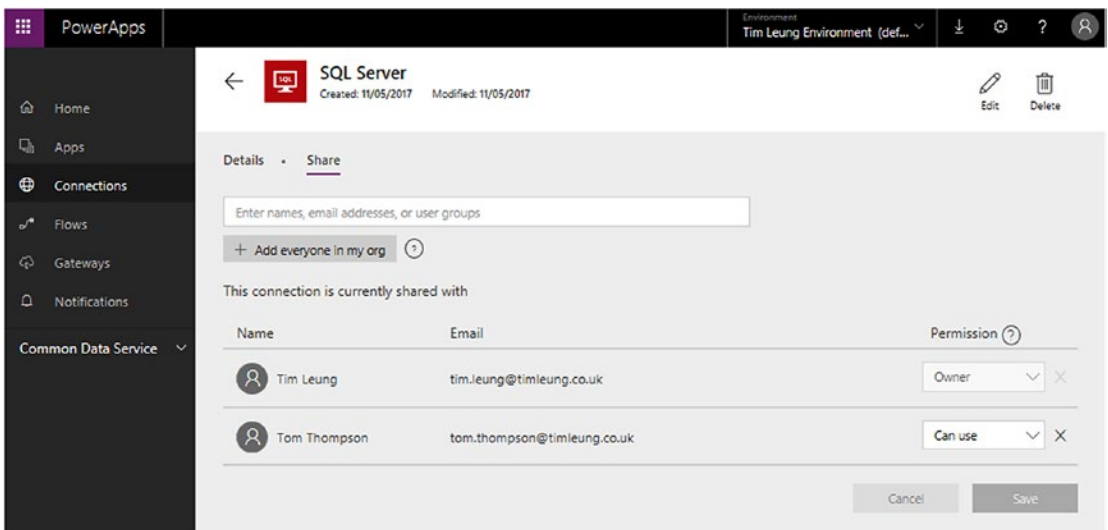 PowerApps
Environment
Tim Leung Environment (def...
?
SQL
SQL Server
Created: 11/05/2017 Modified: 11/05/2017
Edit
Delete
Home
Apps
Connections
Flows
Gateways
Notifications
Common Data Service
Details · Share
Enter names, email addresses, or user groups
+ Add everyone in my org ?
This connection is currently shared with
Name Email Permission ?
Tim Leung tim.leung@timleung.co.uk Owner
Tom Thompson tom.thompson@timleung.co.uk Can use
Cancel Save